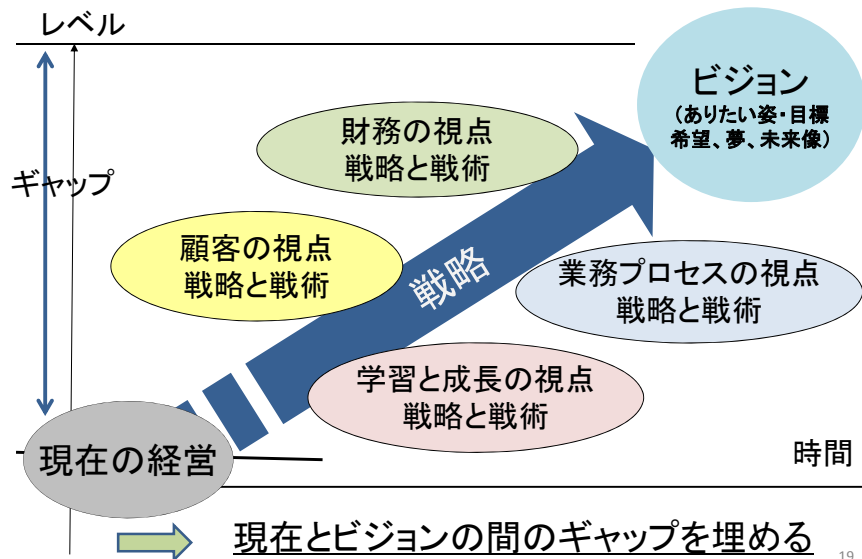 レベル
ビジョン
(ありたい姿・目標
希望、夢、未来像)
財務の視点
戦略と戦術
ギャップ
顧客の視点
戦略と戦術
戦略
業務プロセスの視点
戦略と戦術
学習と成長の視点
戦略と戦術
現在の経営
時間
現在とビジョンの間のギャップを埋める
19